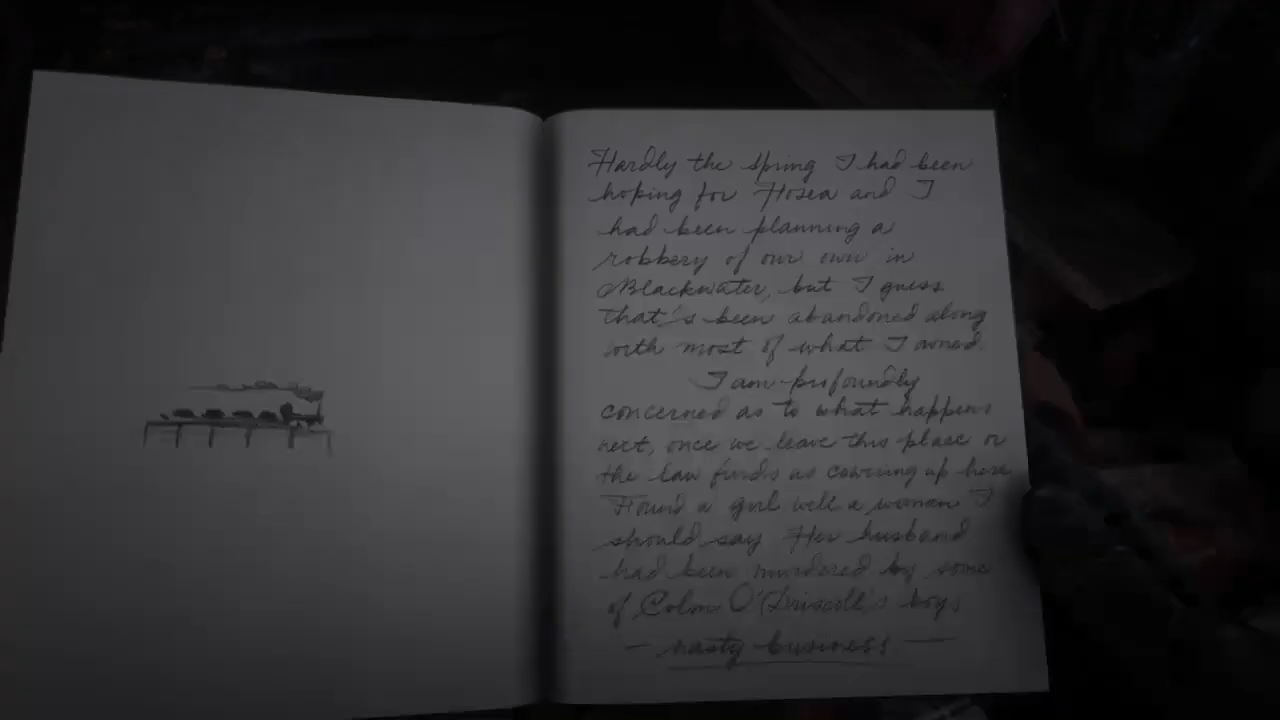 Hardly the spring I had been
hoping for Hosea and I
had been planning a
robbery of our own in
Blackwater, but I guess
that's been abandoned along
with most of what I owned.
I am profoundly
concerned as to what happens
next, once we leave this place or
the law finds us cowering up here
Found a girl well a woman I
should say Her husband
had been murdered by some
of Colm O'Driscoll's boys
— nasty business. —